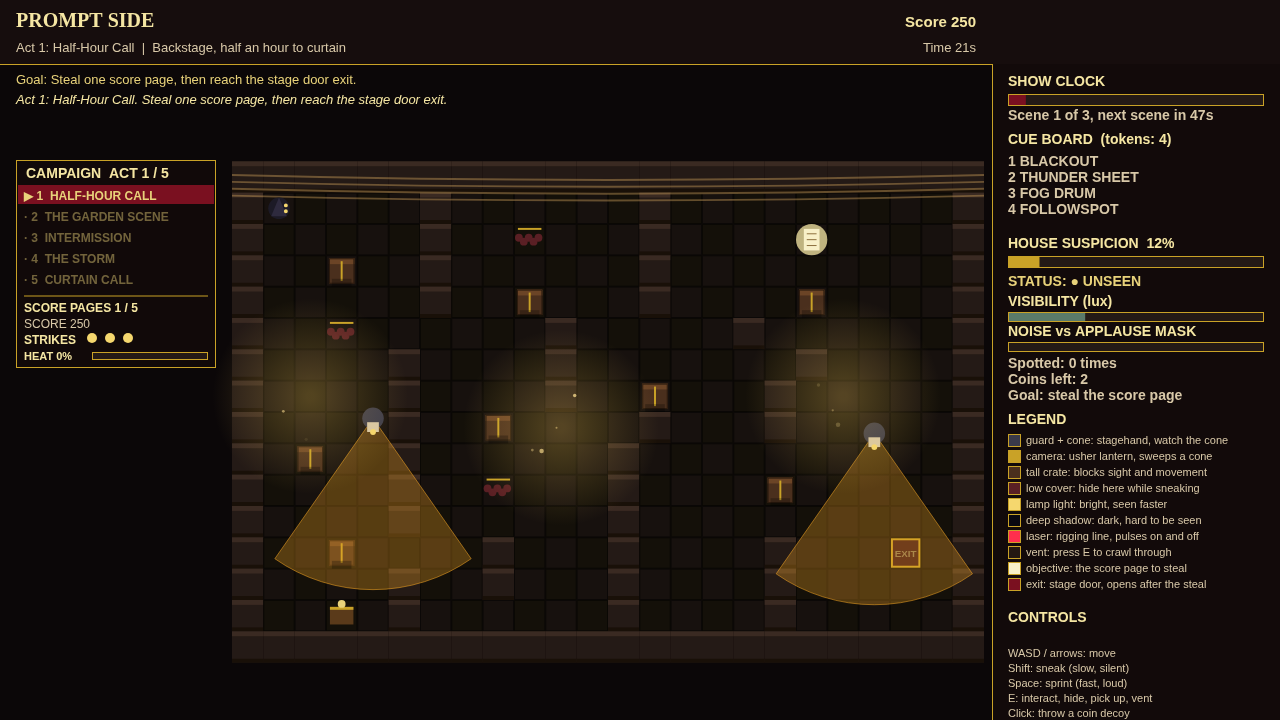 PROMPT SIDE
Score 250
Act 1: Half-Hour Call | Backstage, half an hour to curtain
Time 21s
Goal: Steal one score page, then reach the stage door exit.
Act 1: Half-Hour Call. Steal one score page, then reach the stage door exit.
CAMPAIGN ACT 1 / 5
▶ 1 HALF-HOUR CALL
· 2 THE GARDEN SCENE
· 3 INTERMISSION
· 4 THE STORM
· 5 CURTAIN CALL
SCORE PAGES 1 / 5
SCORE 250
STRIKES
HEAT 0%
EXIT
SHOW CLOCK
Scene 1 of 3, next scene in 47s
CUE BOARD (tokens: 4)
1 BLACKOUT
2 THUNDER SHEET
3 FOG DRUM
4 FOLLOWSPOT
HOUSE SUSPICION 12%
STATUS: ● UNSEEN
VISIBILITY (lux)
NOISE vs APPLAUSE MASK
Spotted: 0 times
Coins left: 2
Goal: steal the score page
LEGEND
guard + cone: stagehand, watch the cone
camera: usher lantern, sweeps a cone
tall crate: blocks sight and movement
low cover: hide here while sneaking
lamp light: bright, seen faster
deep shadow: dark, hard to be seen
laser: rigging line, pulses on and off
vent: press E to crawl through
objective: the score page to steal
exit: stage door, opens after the steal
CONTROLS
WASD / arrows: move
Shift: sneak (slow, silent)
Space: sprint (fast, loud)
E: interact, hide, pick up, vent
Click: throw a coin decoy